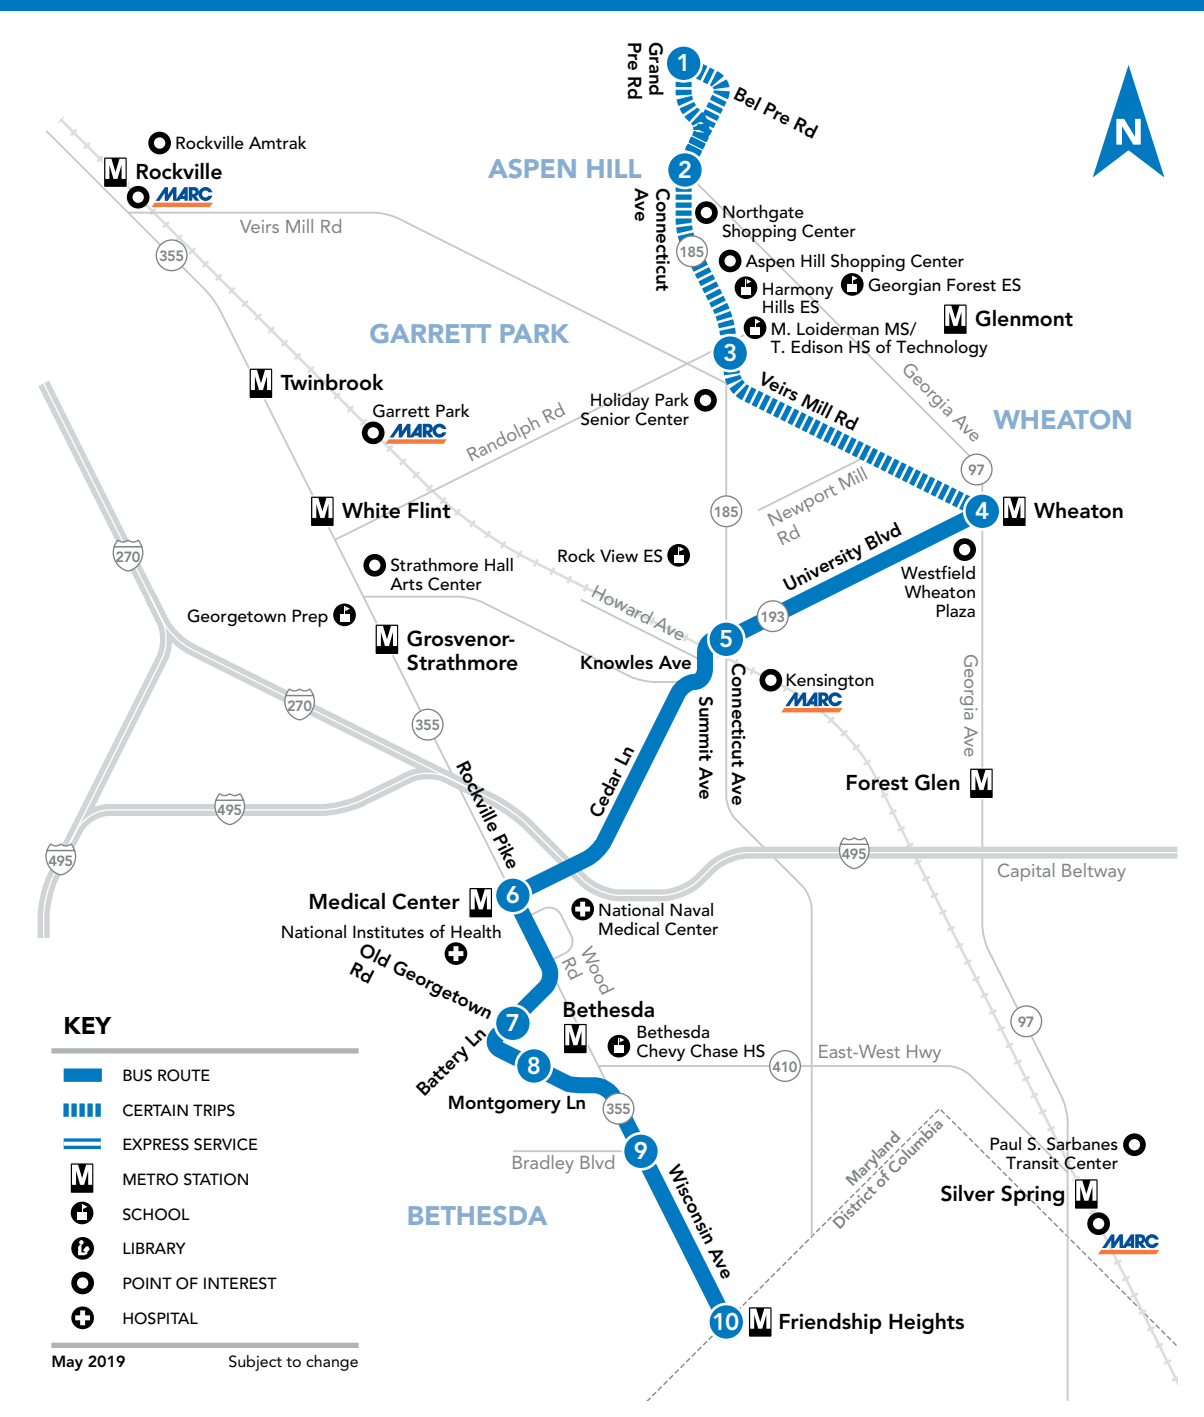 Grand
Pre Rd
1
Bel Pre Rd
N
Rockville Amtrak
M Rockville
MARC
ASPEN HILL
2
Connecticut
Ave
Northgate
Shopping Center
Veirs Mill Rd
355
185
Aspen Hill Shopping Center
Harmony
Hills ES
Georgian Forest ES
M Glenmont
GARRETT PARK
M. Loiderman MS/
T. Edison HS of Technology
3
M Twinbrook
Veirs Mill Rd
Georgia Ave
Garrett Park
MARC
Randolph Rd
Holiday Park
Senior Center
WHEATON
97
M White Flint
185
Newport Mill
Rd
4
M Wheaton
270
Strathmore Hall
Arts Center
Rock View ES
University Blvd
Westfield
Wheaton
Plaza
Georgetown Prep
Howard Ave
193
M Grosvenor-
Strathmore
5
Knowles Ave
Kensington
MARC
270
355
Summit Ave
Connecticut Ave
Georgia Ave
Cedar Ln
Rockville Pike
Forest Glen M
495
495
495
Capital Beltway
Medical Center M
6
National Naval
Medical Center
National Institutes of Health
Old Georgetown
Rd
Wood
Rd
7
Bethesda
M
Bethesda
Chevy Chase HS
97
Battery Ln
8
East-West Hwy
410
Montgomery Ln
355
9
Bradley Blvd
Maryland
District of Columbia
Paul S. Sarbanes
Transit Center
Silver Spring M
MARC
BETHESDA
Wisconsin Ave
10
M Friendship Heights
KEY
BUS ROUTE
CERTAIN TRIPS
EXPRESS SERVICE
M METRO STATION
SCHOOL
LIBRARY
POINT OF INTEREST
HOSPITAL
May 2019 Subject to change